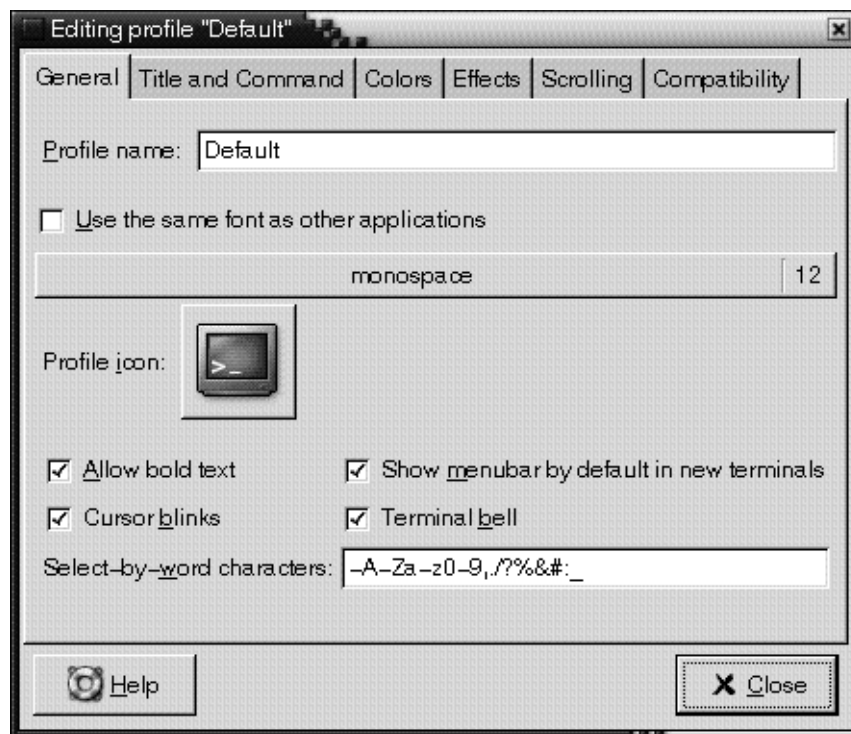 Editing profile "Default"
General Title and Command Colors Effects Scrolling Compatibility
Profile name: Default
Use the same font as other applications
monospace 12
Profile icon: >_
Allow bold text Show menubar by default in new terminals
Cursor blinks Terminal bell
Select-by-word characters: -A-Za-z0-9,./?%&#:_
Help Close